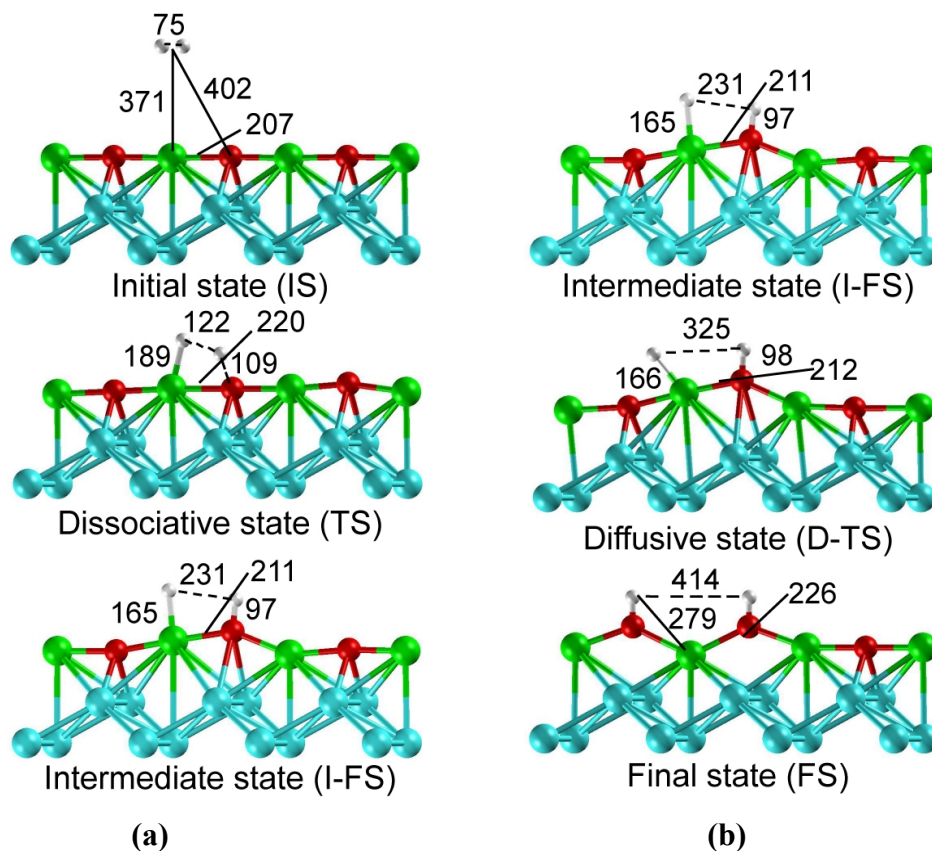 75
371
402
207
Initial state (IS)
122
220
189
109
Dissociative state (TS)
231
211
165
97
Intermediate state (I-FS)
(a)
231
211
165
97
Intermediate state (I-FS)
325
98
166
212
Diffusive state (D-TS)
414
226
279
Final state (FS)
(b)